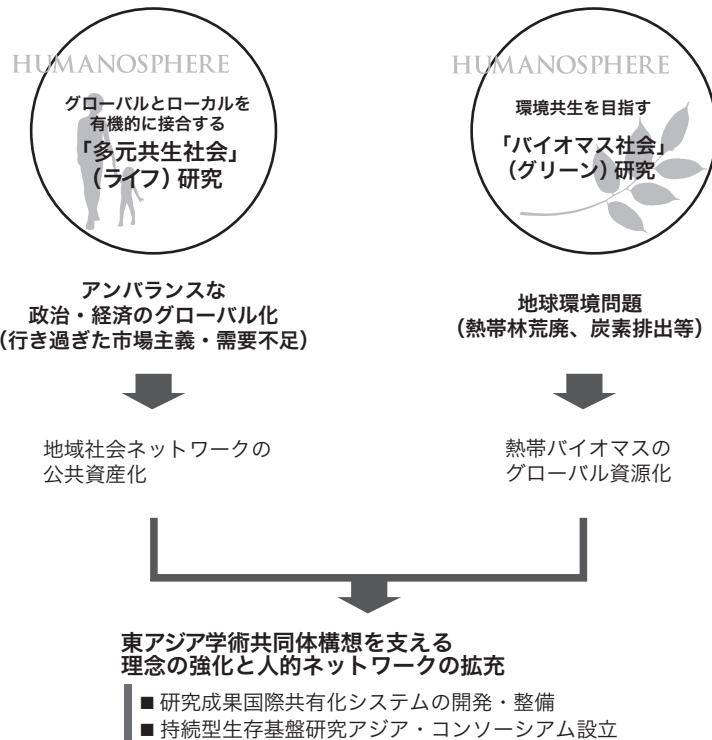 HUMANOSPHERE
グローバルとローカルを
有機的に接合する
「多元共生社会」
（ライフ）研究
アンバランスな
政治・経済のグローバル化
（行き過ぎた市場主義・需要不足）
地域社会ネットワークの
公共資産化
HUMANOSPHERE
環境共生を目指す
「バイオマス社会」
（グリーン）研究
地球環境問題
（熱帯林荒廃、炭素排出等）
熱帯バイオマスの
グローバル資源化
東アジア学術共同体構想を支える
理念の強化と人的ネットワークの拡充
■ 研究成果国際共有化システムの開発・整備
■ 持続型生存基盤研究アジア・コンソーシアム設立